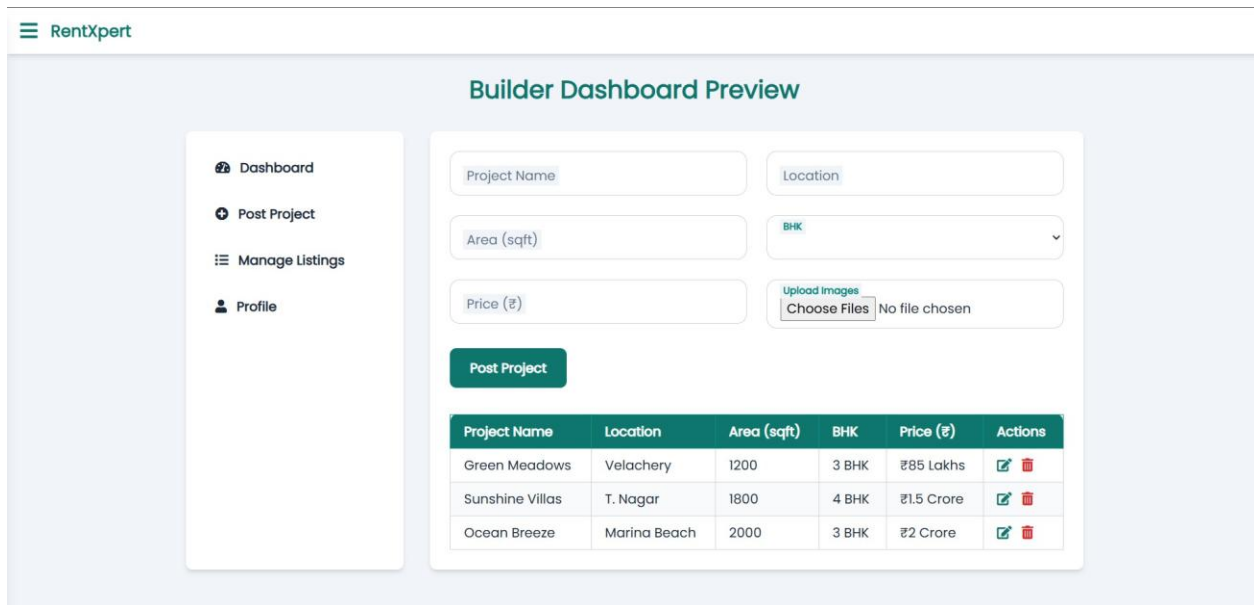 RentXpert
Builder Dashboard Preview
Dashboard
Post Project
Manage Listings
Profile
Project Name
Location
Area (sqft)
BHK
Price (₹)
Upload Images
Choose Files No file chosen
Post Project
Project Name Location Area (sqft) BHK Price (₹) Actions
Green Meadows Velachery 1200 3 BHK ₹85 Lakhs
Sunshine Villas T. Nagar 1800 4 BHK ₹1.5 Crore
Ocean Breeze Marina Beach 2000 3 BHK ₹2 Crore